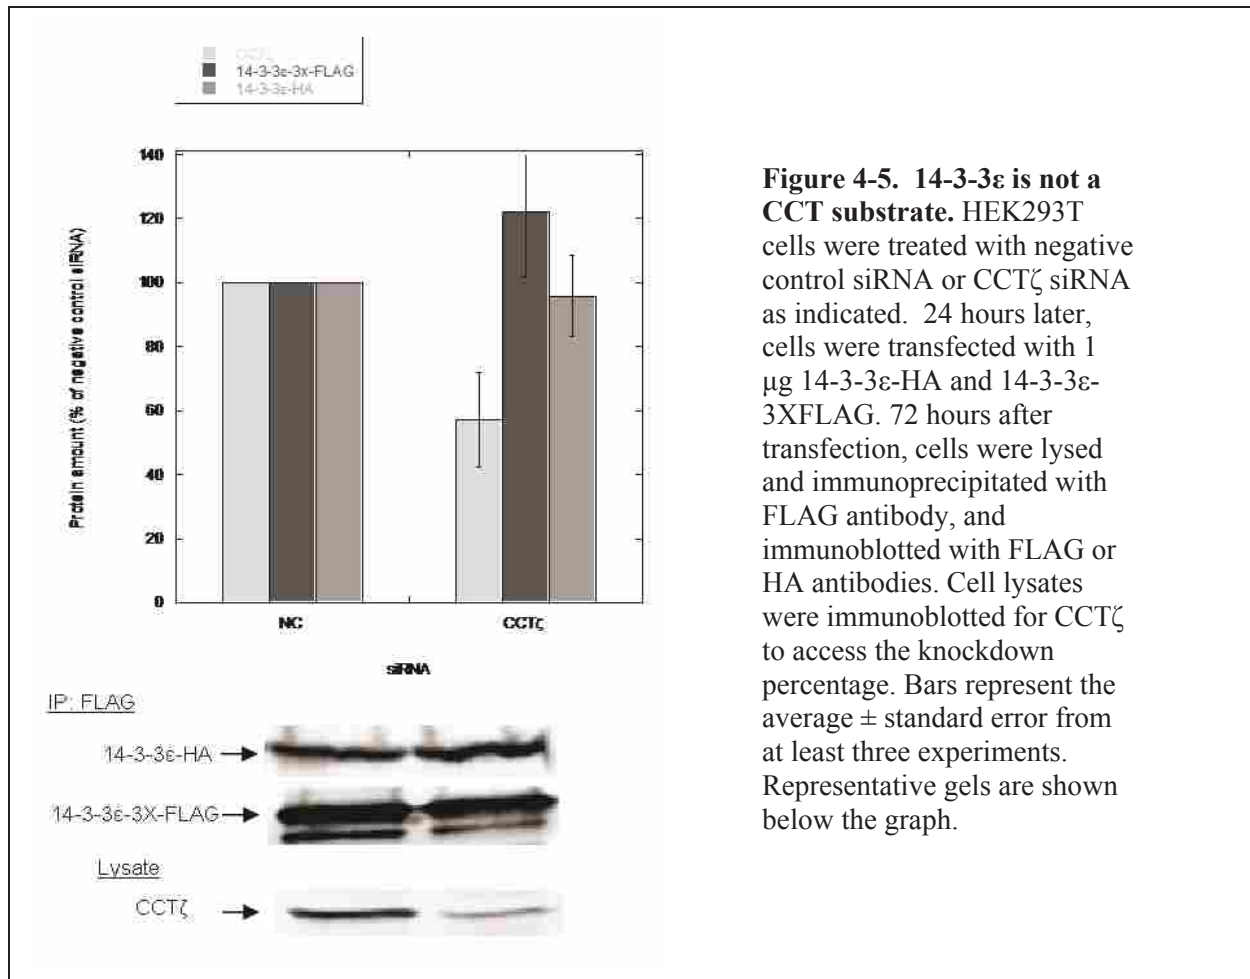 14-3-3ε-3x-FLAG
14-3-3ε-HA
Protein amount (% of negative control siRNA)
140
120
100
80
60
40
20
0
NC
CCTζ
siRNA
IP: FLAG
14-3-3ε-HA
14-3-3ε-3X-FLAG
Lysate
CCTζ
Figure 4-5. 14-3-3ε is not a
CCT substrate. HEK293T
cells were treated with negative
control siRNA or CCTζ siRNA
as indicated. 24 hours later,
cells were transfected with 1
μg 14-3-3ε-HA and 14-3-3ε-
3XFLAG. 72 hours after
transfection, cells were lysed
and immunoprecipitated with
FLAG antibody, and
immunoblotted with FLAG or
HA antibodies. Cell lysates
were immunoblotted for CCTζ
to access the knockdown
percentage. Bars represent the
average ± standard error from
at least three experiments.
Representative gels are shown
below the graph.